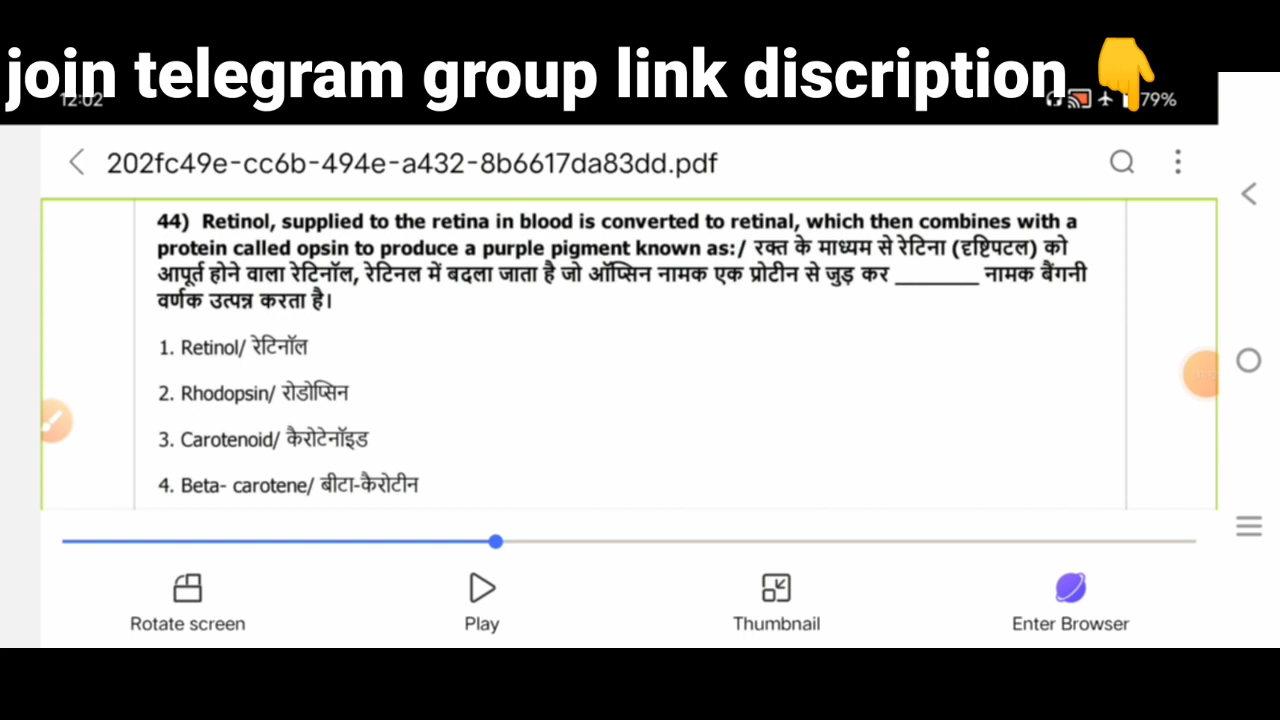 join telegram group link discription 👇
12:02 79%
202fc49e-cc6b-494e-a432-8b6617da83dd.pdf
44) Retinol, supplied to the retina in blood is converted to retinal, which then combines with a
protein called opsin to produce a purple pigment known as:/ रक्त के माध्यम से रेटिना (दृष्टिपटल) को
आपूर्त होने वाला रेटिनॉल, रेटिनल में बदला जाता है जो ऑप्सिन नामक एक प्रोटीन से जुड़ कर ________ नामक बैंगनी
वर्णक उत्पन्न करता है।
1. Retinol/ रेटिनॉल
2. Rhodopsin/ रोडोप्सिन
3. Carotenoid/ कैरोटेनॉइड
4. Beta- carotene/ बीटा-कैरोटीन
Rotate screen Play Thumbnail Enter Browser